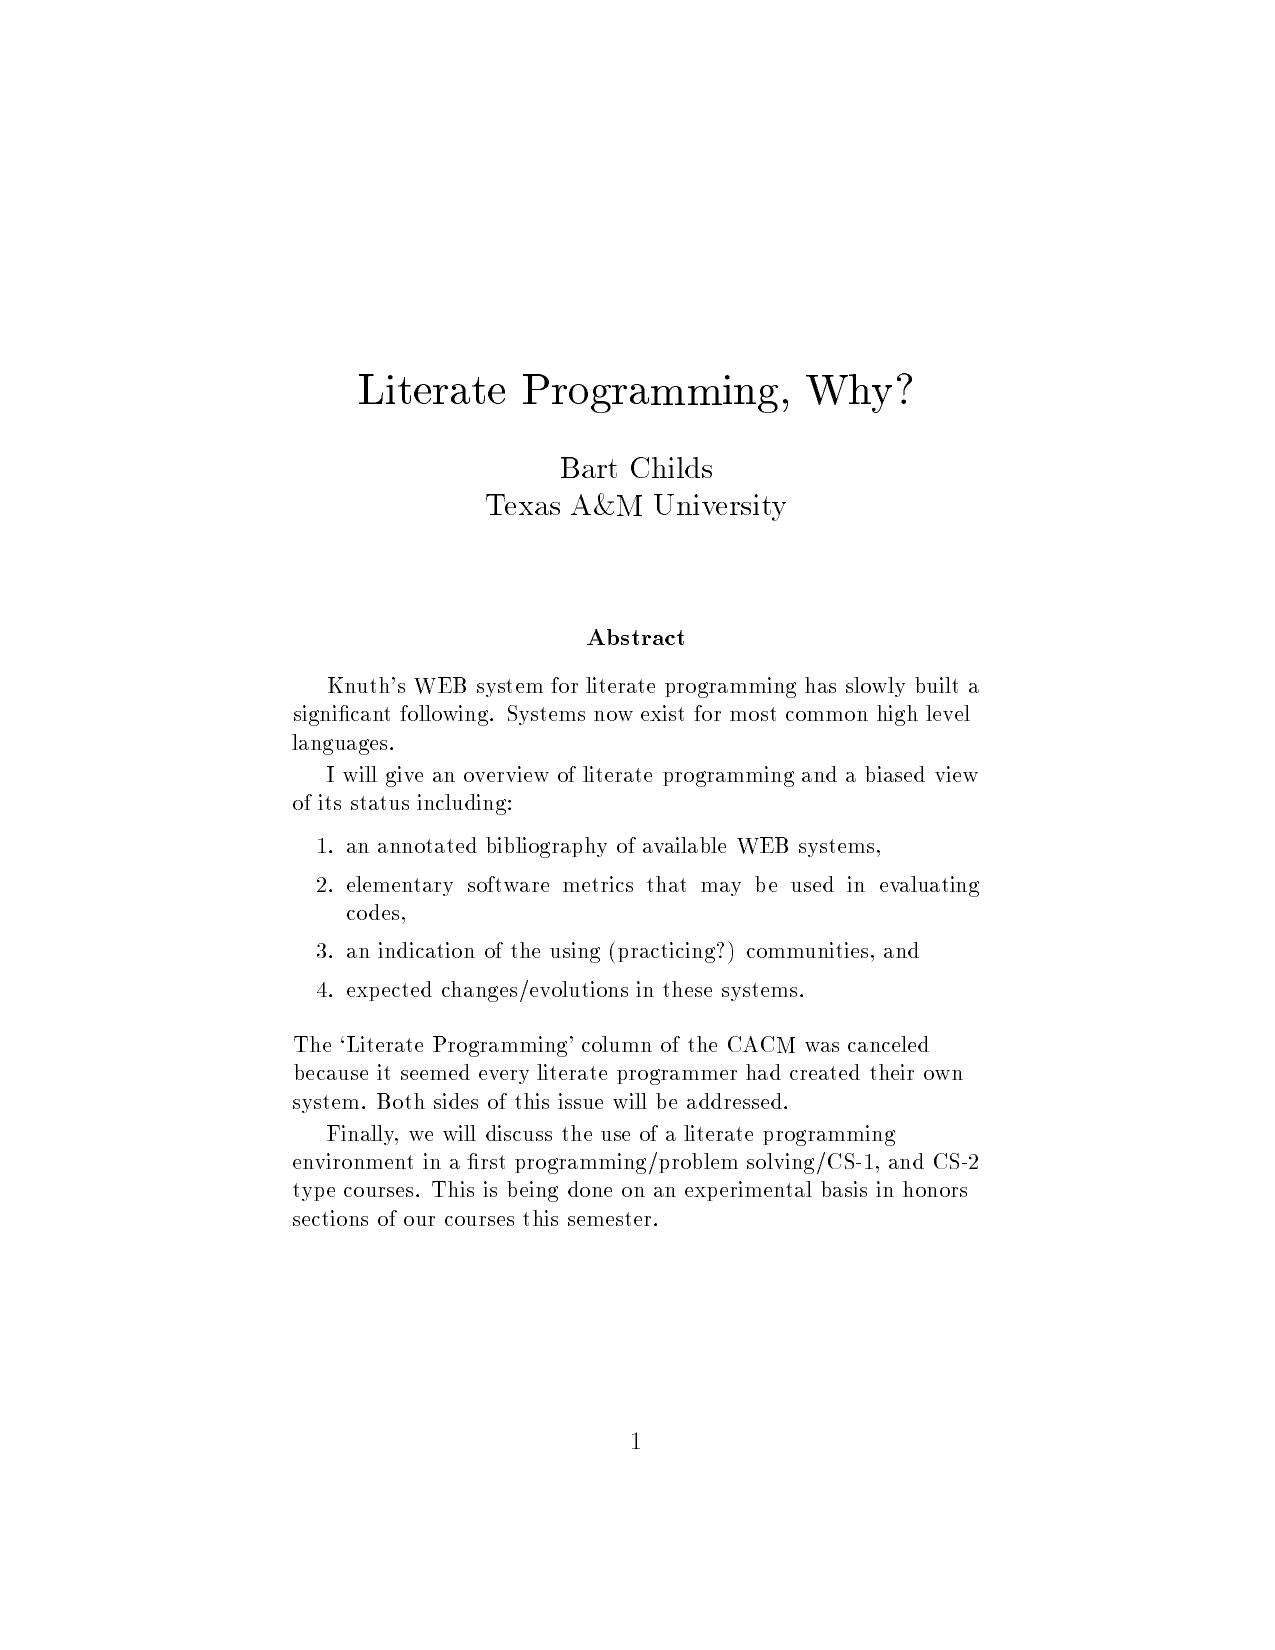 Literate Programming, Why?
Bart Childs
Texas A&M University
Abstract
Knuth's WEB system for literate programming has slowly built a
significant following. Systems now exist for most common high level
languages.
I will give an overview of literate programming and a biased view
of its status including:
1. an annotated bibliography of available WEB systems,
2. elementary software metrics that may be used in evaluating
codes,
3. an indication of the using (practicing?) communities, and
4. expected changes/evolutions in these systems.
The ‘Literate Programming’ column of the CACM was canceled
because it seemed every literate programmer had created their own
system. Both sides of this issue will be addressed.
Finally, we will discuss the use of a literate programming
environment in a first programming/problem solving/CS-1, and CS-2
type courses. This is being done on an experimental basis in honors
sections of our courses this semester.
1